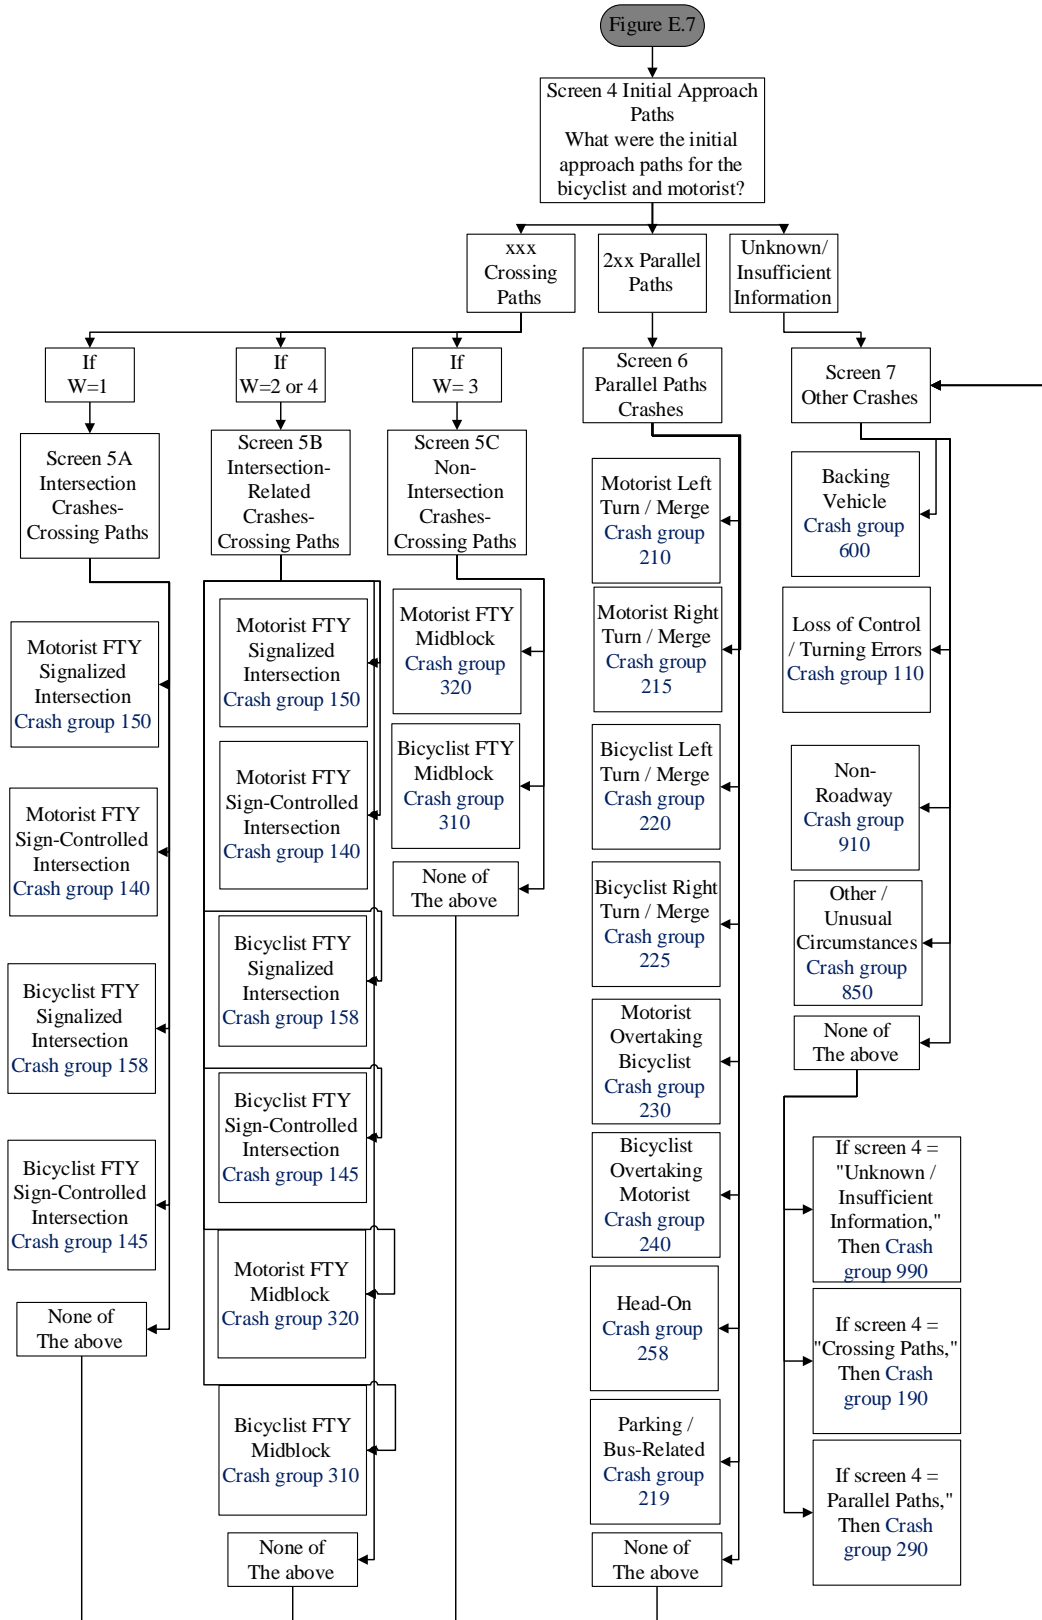 Figure E.7
Screen 4 Initial Approach
Paths
What were the initial
approach paths for the
bicyclist and motorist?
xxx
Crossing
Paths
2xx Parallel
Paths
Unknown/
Insufficient
Information
If
W=1
If
W=2 or 4
If
W= 3
Screen 6
Parallel Paths
Crashes
Screen 7
Other Crashes
Screen 5A
Intersection
Crashes-
Crossing Paths
Motorist FTY
Signalized
Intersection
Crash group 150
Motorist FTY
Sign-Controlled
Intersection
Crash group 140
Bicyclist FTY
Signalized
Intersection
Crash group 158
Bicyclist FTY
Sign-Controlled
Intersection
Crash group 145
None of
The above
Screen 5B
Intersection-
Related
Crashes-
Crossing Paths
Motorist FTY
Signalized
Intersection
Crash group 150
Motorist FTY
Sign-Controlled
Intersection
Crash group 140
Bicyclist FTY
Signalized
Intersection
Crash group 158
Bicyclist FTY
Sign-Controlled
Intersection
Crash group 145
Motorist FTY
Midblock
Crash group 320
Bicyclist FTY
Midblock
Crash group 310
None of
The above
Screen 5C
Non-
Intersection
Crashes-
Crossing Paths
Motorist FTY
Midblock
Crash group
320
Bicyclist FTY
Midblock
Crash group
310
None of
The above
Motorist Left
Turn / Merge
Crash group
210
Motorist Right
Turn / Merge
Crash group
215
Bicyclist Left
Turn / Merge
Crash group
220
Bicyclist Right
Turn / Merge
Crash group
225
Motorist
Overtaking
Bicyclist
Crash group
230
Bicyclist
Overtaking
Motorist
Crash group
240
Head-On
Crash group
258
Parking /
Bus-Related
Crash group
219
None of
The above
Backing
Vehicle
Crash group
600
Loss of Control
/ Turning Errors
Crash group 110
Non-
Roadway
Crash group
910
Other /
Unusual
Circumstances
Crash group
850
None of
The above
If screen 4 =
"Unknown /
Insufficient
Information,"
Then Crash
group 990
If screen 4 =
"Crossing Paths,"
Then Crash
group 190
If screen 4 =
Parallel Paths,"
Then Crash
group 290